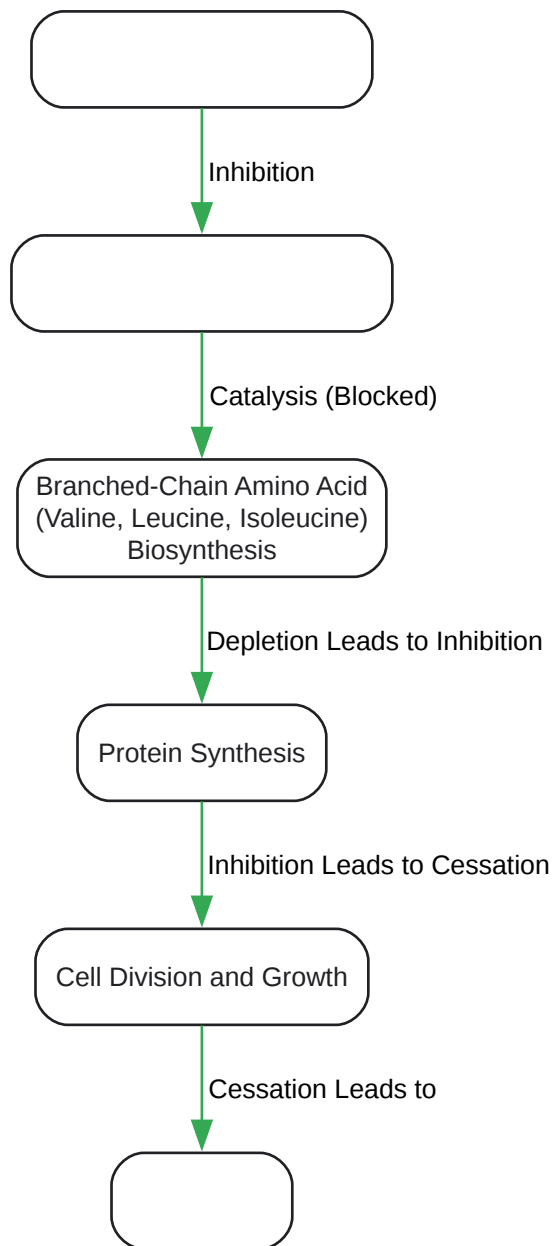 Inhibition
Catalysis (Blocked)
Branched-Chain Amino Acid
(Valine, Leucine, Isoleucine)
Biosynthesis
Depletion Leads to Inhibition
Protein Synthesis
Inhibition Leads to Cessation
Cell Division and Growth
Cessation Leads to